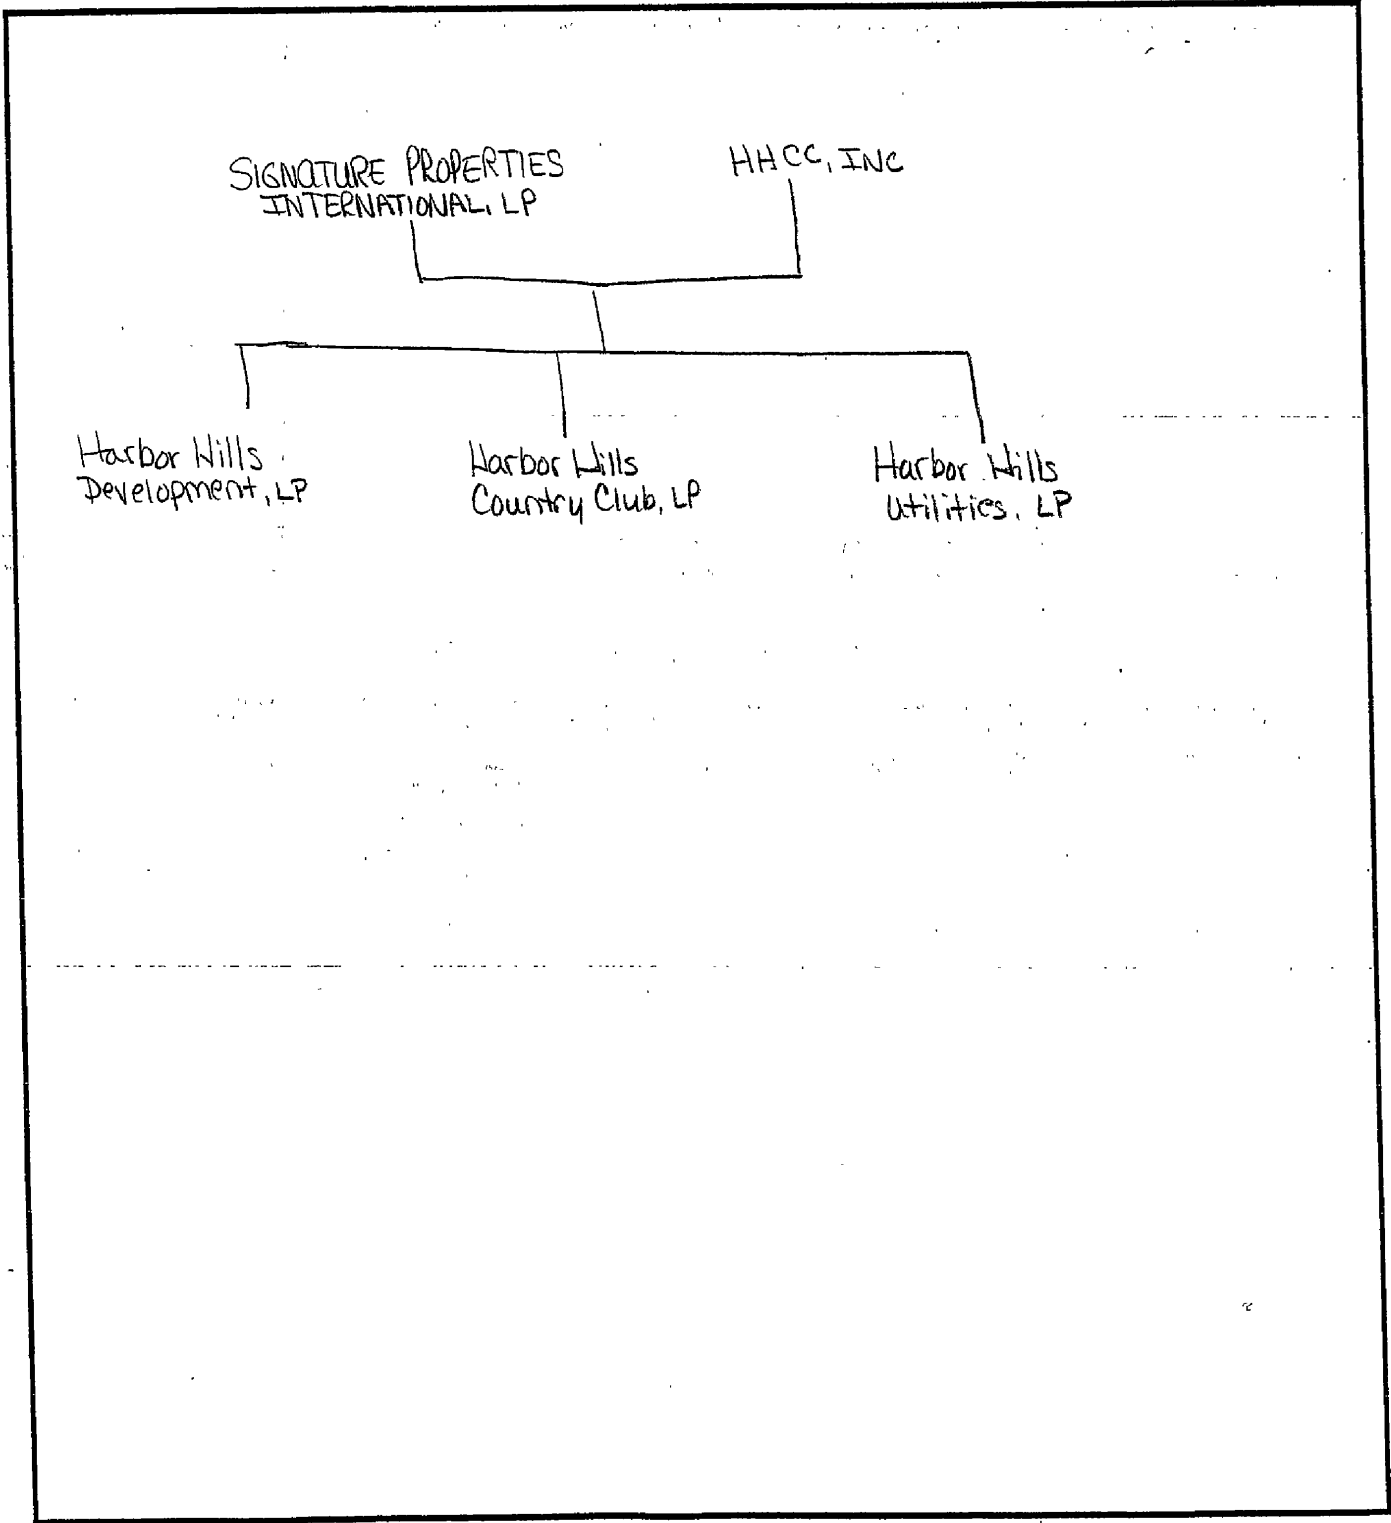 SIGNATURE PROPERTIES
INTERNATIONAL, LP
HHCC, INC
Harbor Hills
Development, LP
Harbor Hills
Country Club, LP
Harbor Hills
Utilities, LP